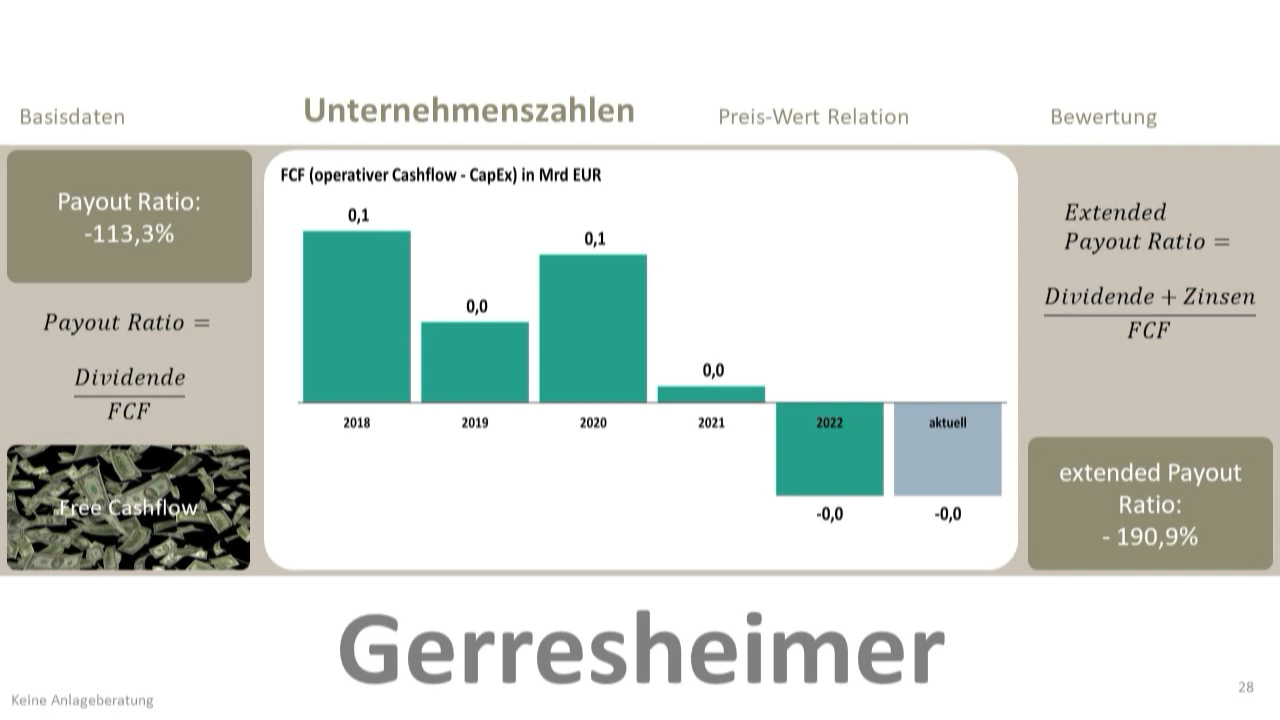 Basisdaten
Unternehmenszahlen
Preis-Wert Relation
Bewertung
Payout Ratio:
-113,3%
Payout Ratio =
Dividende
FCF
Free Cashflow
FCF (operativer Cashflow - CapEx) in Mrd EUR
0,1
0,0
0,1
0,0
2018
2019
2020
2021
2022
aktuell
-0,0
-0,0
Extended
Payout Ratio =
Dividende + Zinsen
FCF
extended Payout
Ratio:
- 190,9%
Gerresheimer
Keine Anlageberatung
28